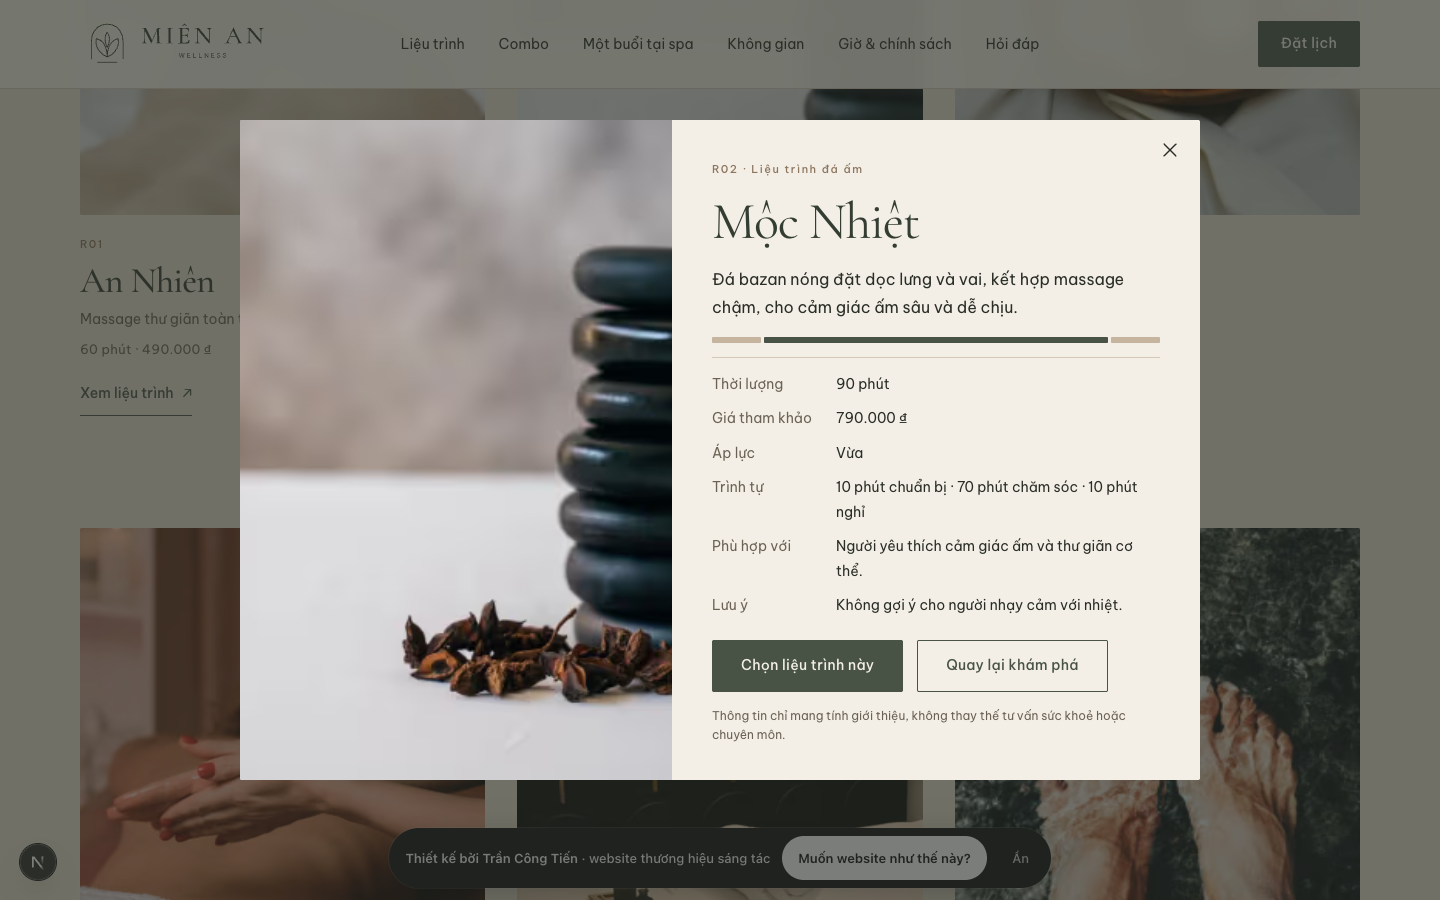 MIÊN AN
WELLNESS
Liệu trình
Combo
Một buổi tại spa
Không gian
Giờ & chính sách
Hỏi đáp
Đặt lịch
R01
An Nhiên
Massage thư giãn toàn
60 phút · 490.000 ₫
Xem liệu trình
R02 · Liệu trình đá ấm
Mộc Nhiệt
Đá bazan nóng đặt dọc lưng và vai, kết hợp massage
chậm, cho cảm giác ấm sâu và dễ chịu.
Thời lượng 90 phút
Giá tham khảo 790.000 ₫
Áp lực Vừa
Trình tự 10 phút chuẩn bị · 70 phút chăm sóc · 10 phút
nghỉ
Phù hợp với Người yêu thích cảm giác ấm và thư giãn cơ
thể.
Lưu ý Không gợi ý cho người nhạy cảm với nhiệt.
Chọn liệu trình này
Quay lại khám phá
Thông tin chỉ mang tính giới thiệu, không thay thế tư vấn sức khoẻ hoặc
chuyên môn.
Thiết kế bởi Trần Công Tiến · website thương hiệu sáng tác
Muốn website như thế này?
Ẩn
N